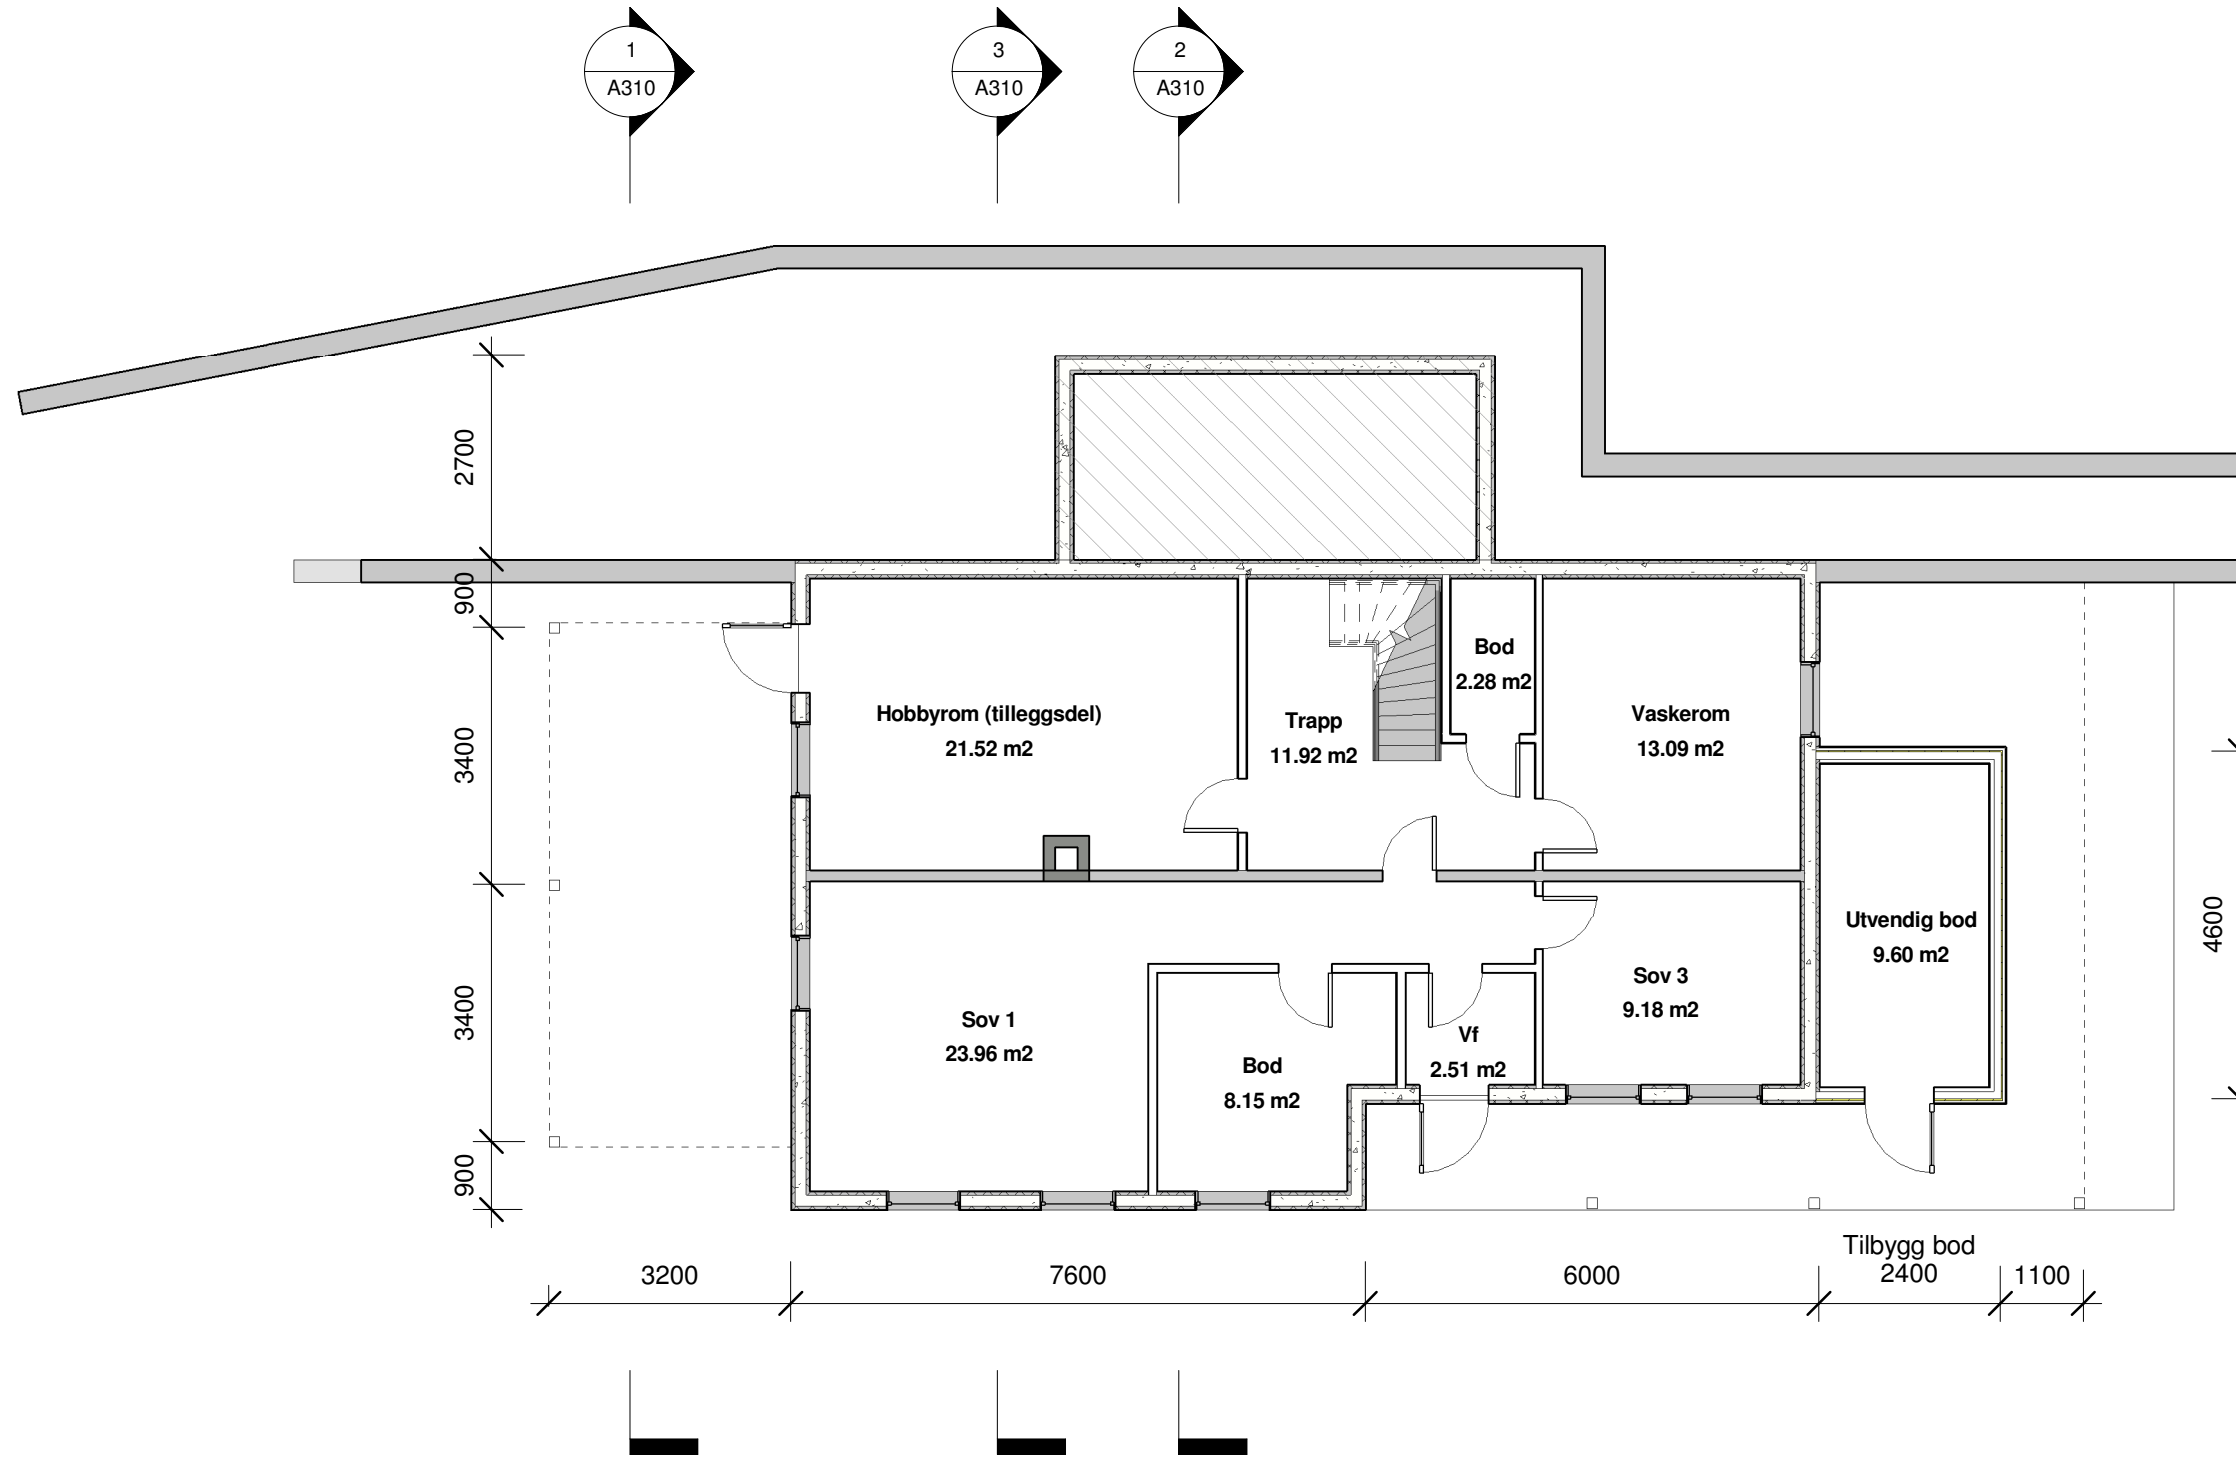 1
A310
3
A310
2
A310
2700
900
3400
3400
900
Hobbyrom (tilleggsdel)
21.52 m2
Trapp
11.92 m2
Bod
2.28 m2
Vaskerom
13.09 m2
Utvendig bod
9.60 m2
4600
Sov 1
23.96 m2
Bod
8.15 m2
Vf
2.51 m2
Sov 3
9.18 m2
Tilbygg bod
3200
7600
6000
2400
1100